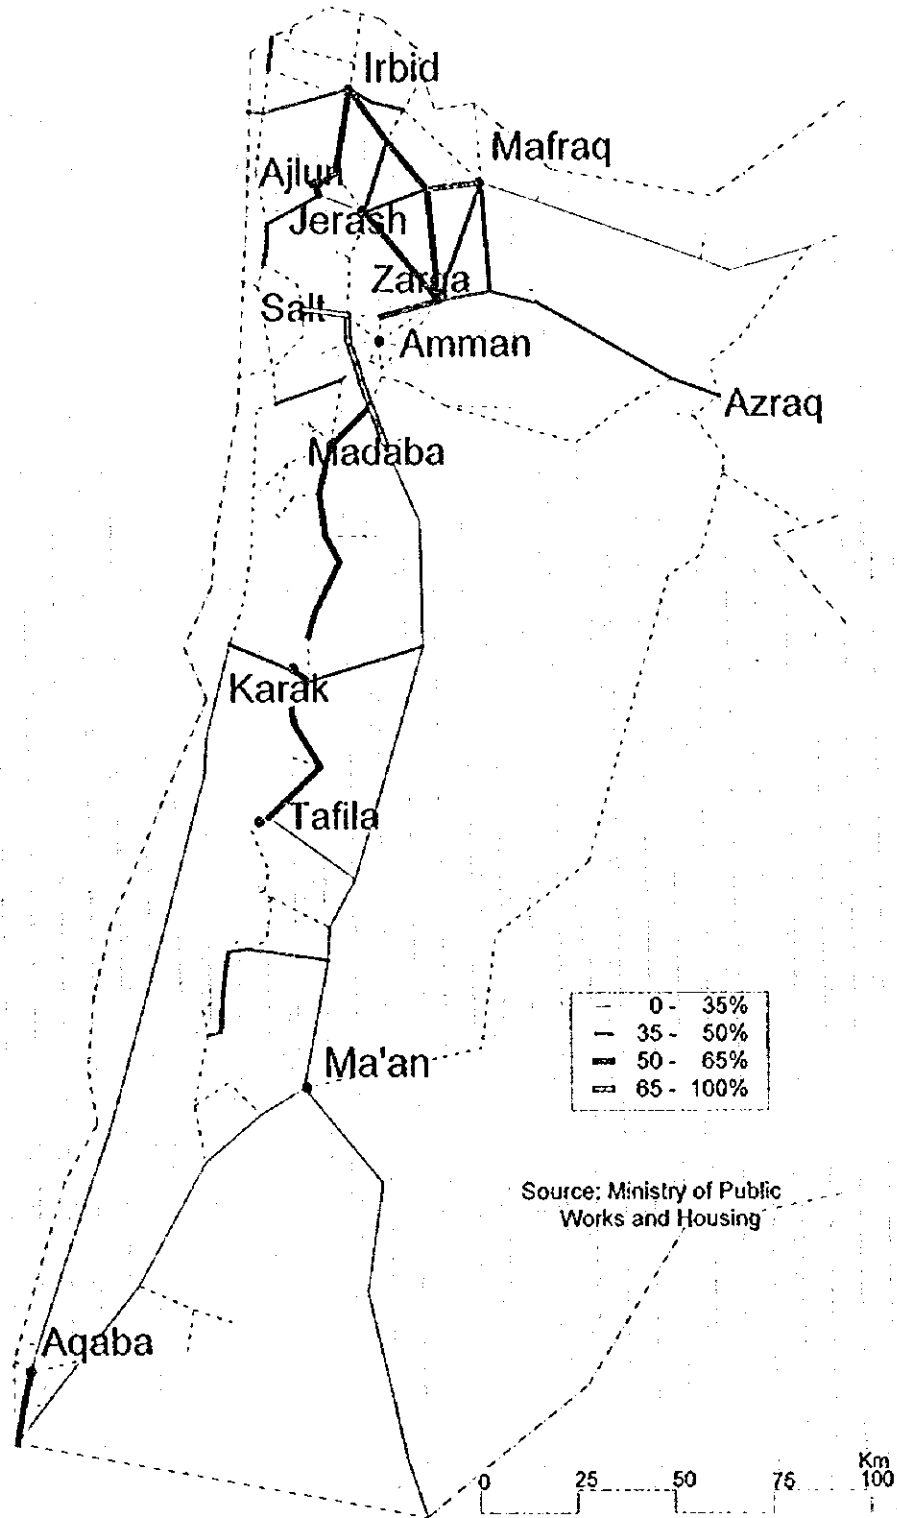 Irbid
Mafraq
Ajlun
Jerash
Zarqa
Salt
Amman
Azraq
Madaba
Karak
Tafila
0 - 35%
35 - 50%
50 - 65%
65 - 100%
Ma'an
Source: Ministry of Public
Works and Housing
Aqaba
Km
0 25 50 75 100